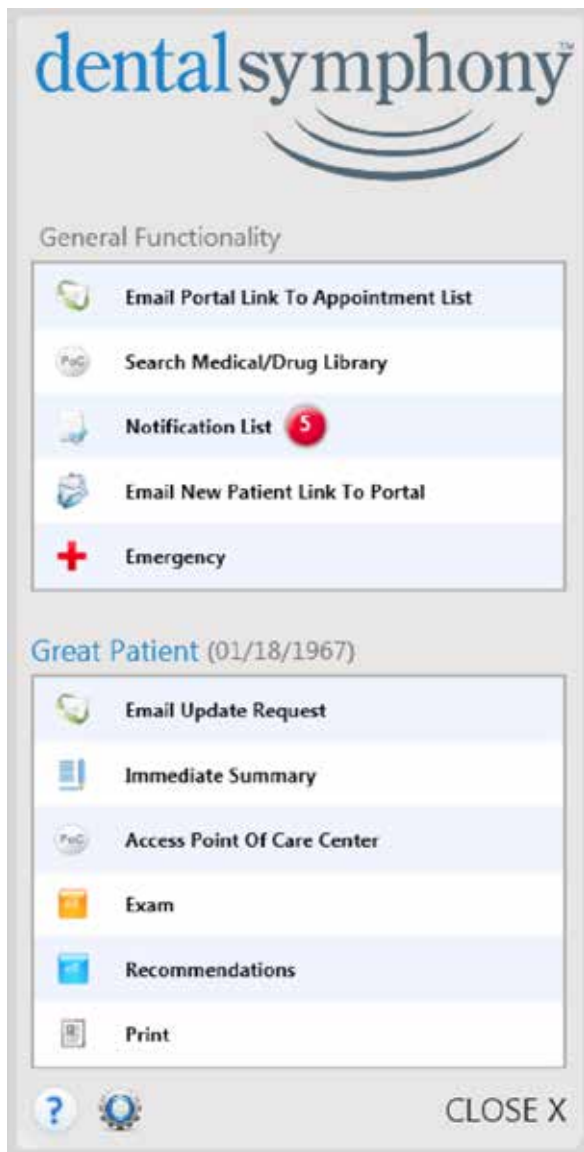 dentalsymphony™
General Functionality
Email Portal Link To Appointment List
PoC
Search Medical/Drug Library
Notification List 5
Email New Patient Link To Portal
Emergency
Great Patient (01/18/1967)
Email Update Request
Immediate Summary
PoC
Access Point Of Care Center
Exam
Recommendations
Print
? CLOSE X